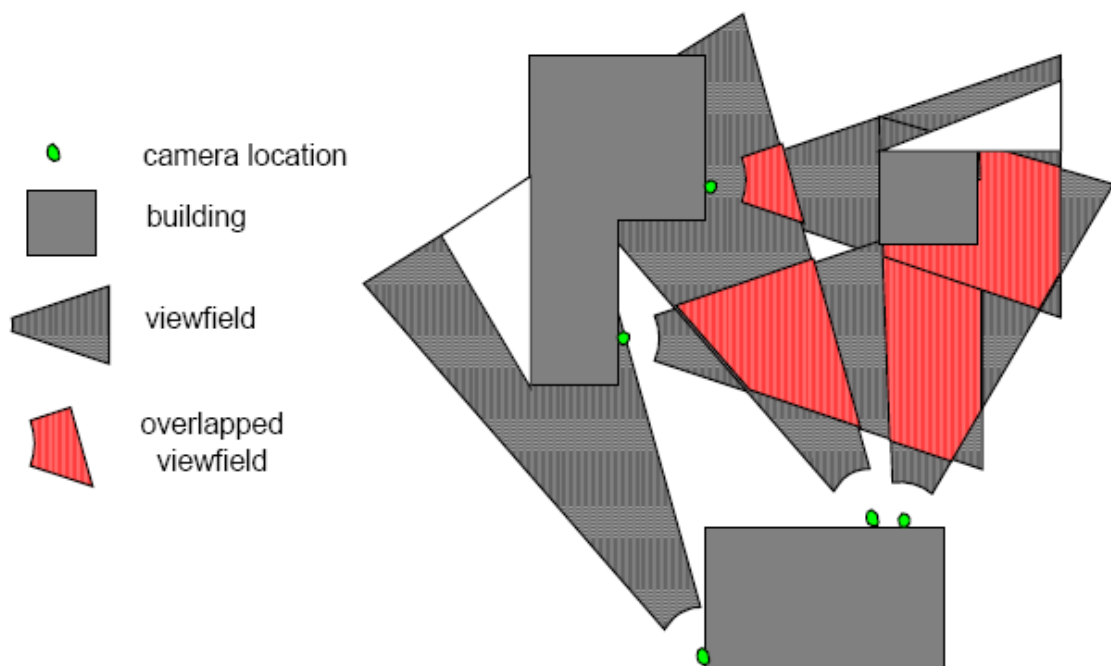 camera location
building
viewfield
overlapped
viewfield